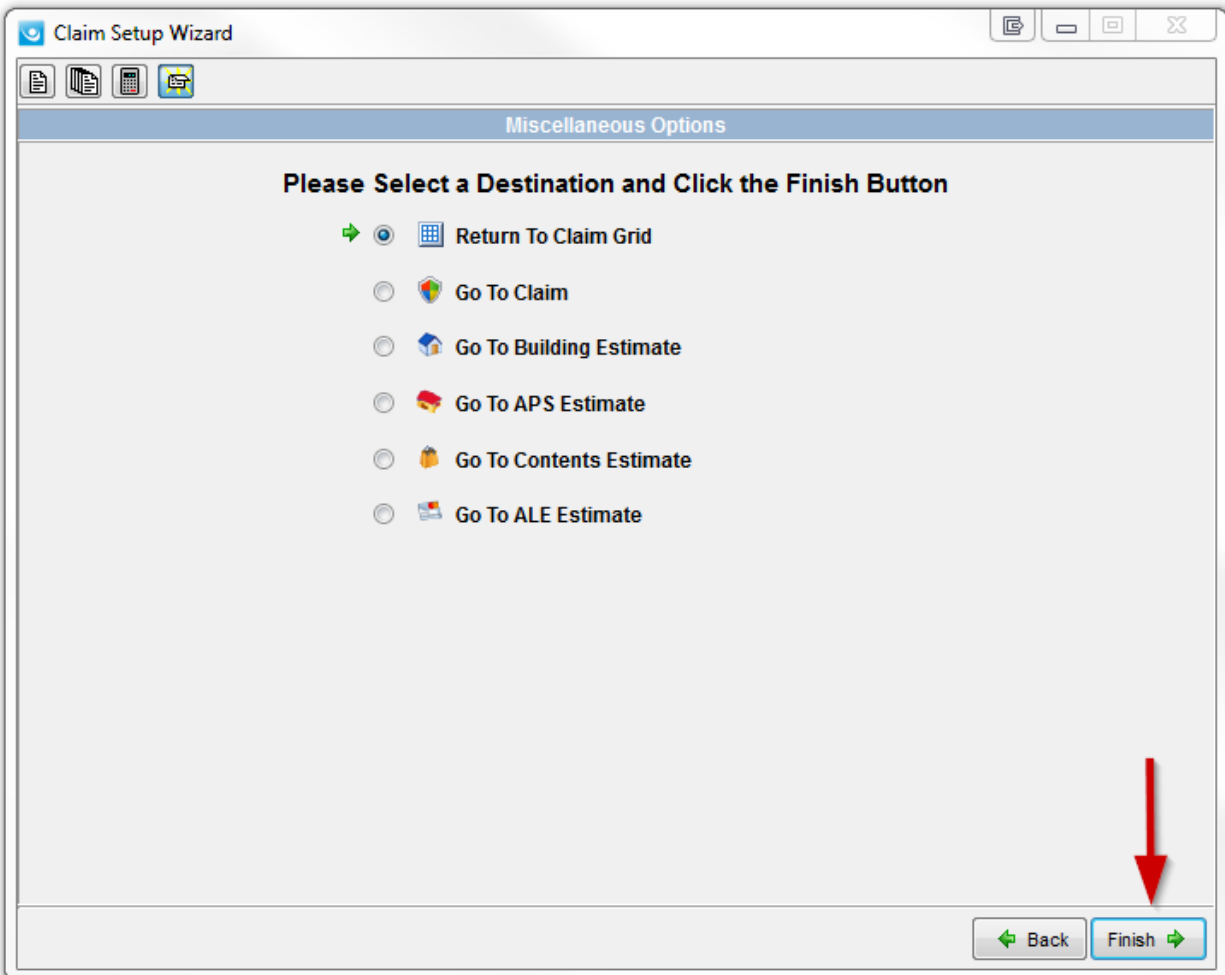 Claim Setup Wizard
Miscellaneous Options
Please Select a Destination and Click the Finish Button
Return To Claim Grid
Go To Claim
Go To Building Estimate
Go To APS Estimate
Go To Contents Estimate
Go To ALE Estimate
Back Finish